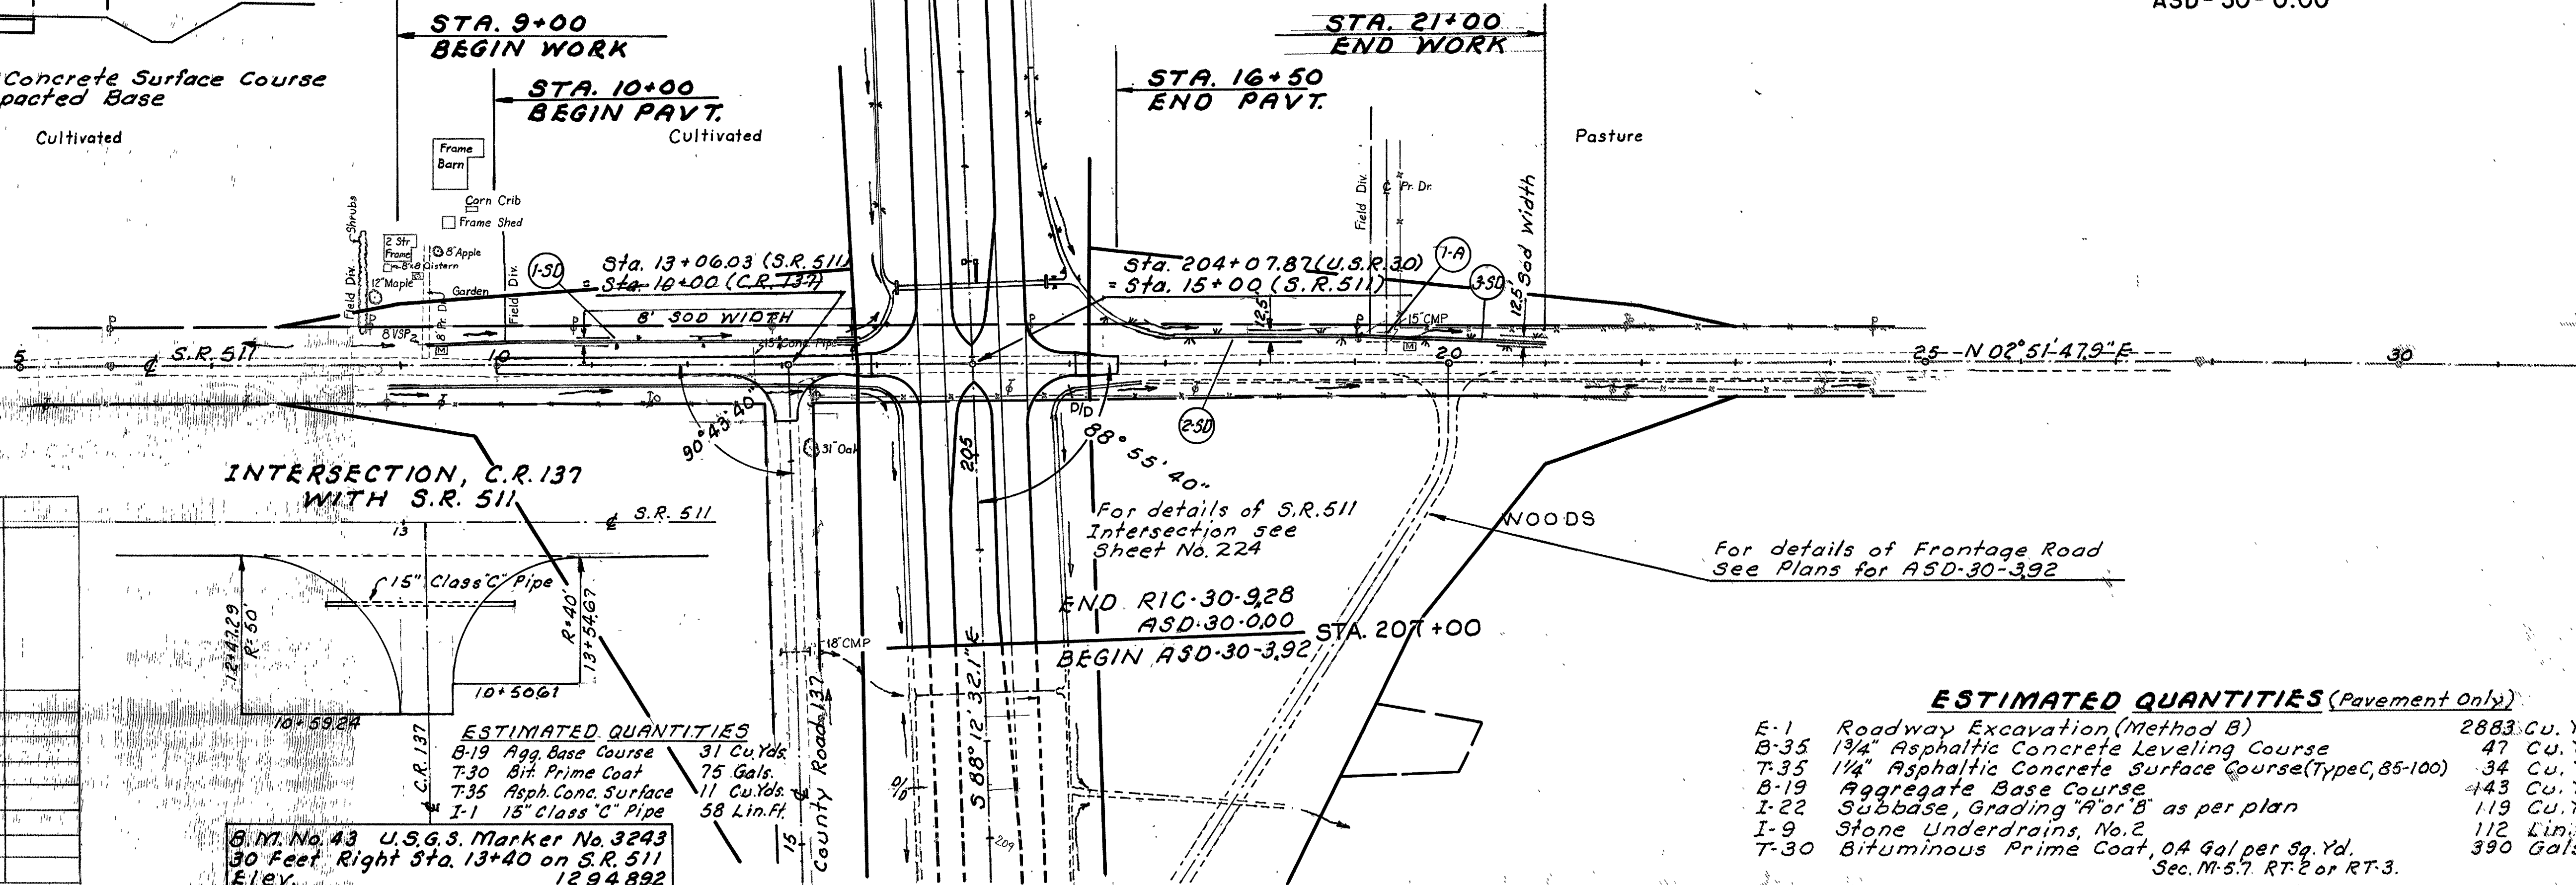 ASD-30-0.00
STA. 9+00
BEGIN WORK
STA. 21+00
END WORK
Concrete Surface Course
pacted Base
STA. 10+00
BEGIN PAVT.
STA. 16+50
END PAVT.
Cultivated
Cultivated
Pasture
Frame
Barn
Corn Crib
Frame Shed
Shrubs
Field Div.
2 Str
Frame
8" Apple
8'x8' Cistern
12" Maple
Garden
8' Pr. Dr.
Field Div.
1-SD
Sta. 13+06.03 (S.R. 511)
= Sta. 10+00 (C.R. 137)
8' SOD WIDTH
15" Conc. Pipe
Sta. 204+07.87 (U.S.R. 30)
= Sta. 15+00 (S.R. 511)
Field Div.
℄ Pr. Dr.
1-A
3-SD
12.5' Sod Width
12.5'
15" CMP
8" VSP
M
M
5
℄ S.R. 511
10
20
25
N 02° 51' 47.9" E
30
2-SD
D/D
90° 43' 40"
31" Oak
205
88° 55' 40"
INTERSECTION, C.R. 137
WITH S.R. 511
℄ S.R. 511
13
For details of S.R. 511
Intersection see
Sheet No. 224
WOODS
For details of Frontage Road
See Plans for ASD-30-3.92
15" Class "C" Pipe
12+47.29
R=50'
R=40'
13+54.67
10+50.61
10+59.24
℄ C.R. 137
END RIC-30-9.28
ASD-30-0.00
STA. 207+00
BEGIN ASD-30-3.92
18" CMP
S 88° 12' 32.1" E
County Road 137
15
209
ESTIMATED QUANTITIES
B-19 Agg. Base Course 31 Cu.Yds.
T-30 Bit. Prime Coat 75 Gals.
T-35 Asph. Conc. Surface 11 Cu.Yds.
I-1 15" Class "C" Pipe 58 Lin.Ft.
B.M. No. 43 U.S.G.S. Marker No. 3243
30 Feet Right Sta. 13+40 on S.R. 511
Elev. 1294.892
ESTIMATED QUANTITIES (Pavement Only)
E-1 Roadway Excavation (Method B) 2883 Cu. Y
B-35 1 3/4" Asphaltic Concrete Leveling Course 47 Cu.
T-35 1 1/4" Asphaltic Concrete Surface Course (Type C, 85-100) 34 Cu.
B-19 Aggregate Base Course 143 Cu.
I-22 Subbase, Grading "A" or "B" as per plan 119 Cu.
I-9 Stone Underdrains, No. 2 112 Lin.
T-30 Bituminous Prime Coat, 0.4 Gal per Sq. Yd. 390 Gals
Sec. M-5.7 RT-2 or RT-3.